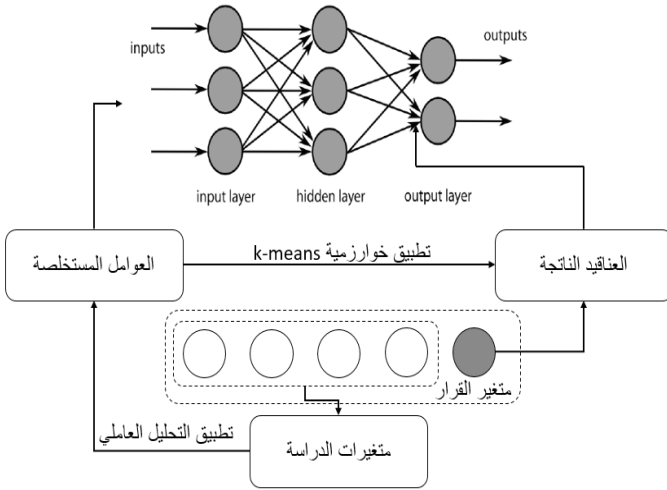 inputs
outputs
input layer
hidden layer
output layer
العوامل المستخلصة
تطبيق خوارزمية k-means
العناقيد الناتجة
متغير القرار
تطبيق التحليل العاملي
متغيرات الدراسة